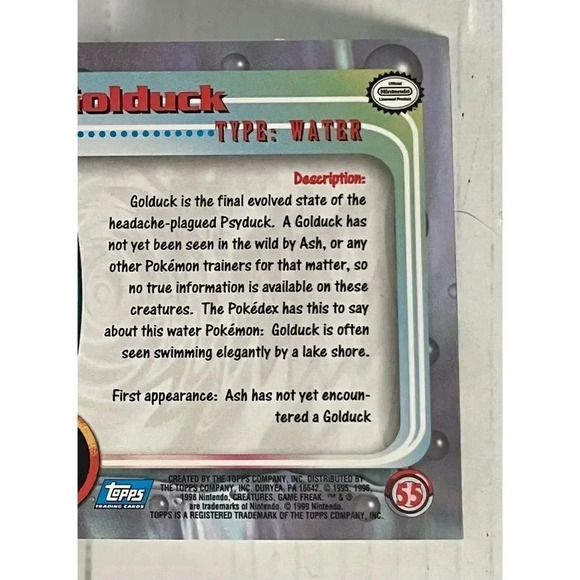 Golduck
Official
Nintendo
Licensed Product
TYPE: WATER
Description:
Golduck is the final evolved state of the
headache-plagued Psyduck. A Golduck has
not yet been seen in the wild by Ash, or any
other Pokémon trainers for that matter, so
no true information is available on these
creatures. The Pokédex has this to say
about this water Pokémon: Golduck is often
seen swimming elegantly by a lake shore.
First appearance: Ash has not yet encoun-
tered a Golduck
TOPPS
TRADING CARDS
CREATED BY THE TOPPS COMPANY, INC. DISTRIBUTED BY
THE TOPPS COMPANY, INC. DURYEA, PA 18642. © 1995, 1996,
1998 Nintendo, CREATURES, GAME FREAK. ™ & ®
are trademarks of Nintendo. © 1999 Nintendo.
TOPPS IS A REGISTERED TRADEMARK OF THE TOPPS COMPANY, INC.
55